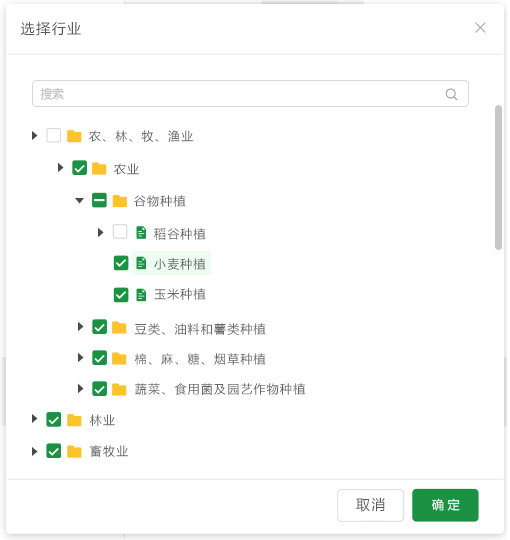 选择行业
搜索
农、林、牧、渔业
农业
谷物种植
稻谷种植
小麦种植
玉米种植
豆类、油料和薯类种植
棉、麻、糖、烟草种植
蔬菜、食用菌及园艺作物种植
林业
畜牧业
取消 确定